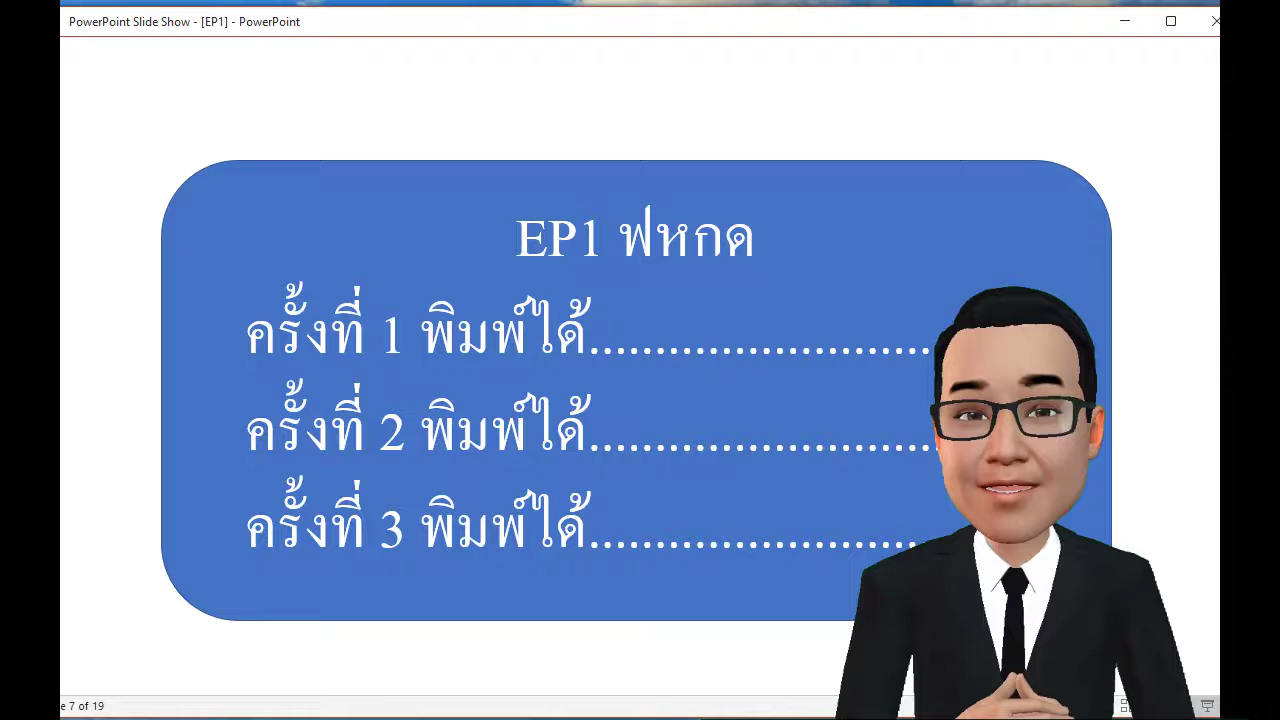 PowerPoint Slide Show - [EP1] - PowerPoint
EP1 ฟหกด
ครั้งที่ 1 พิมพ์ได้..........................
ครั้งที่ 2 พิมพ์ได้...........................
ครั้งที่ 3 พิมพ์ได้.........................
e 7 of 19